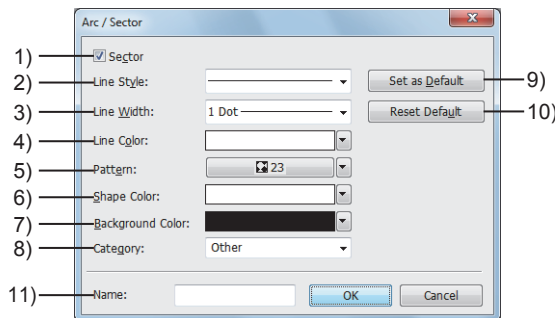 Arc / Sector
1) Sector
2) Line Style:
Set as Default 9)
3) Line Width: 1 Dot
Reset Default 10)
4) Line Color:
5) Pattern: 23
6) Shape Color:
7) Background Color:
8) Category: Other
11) Name: OK Cancel